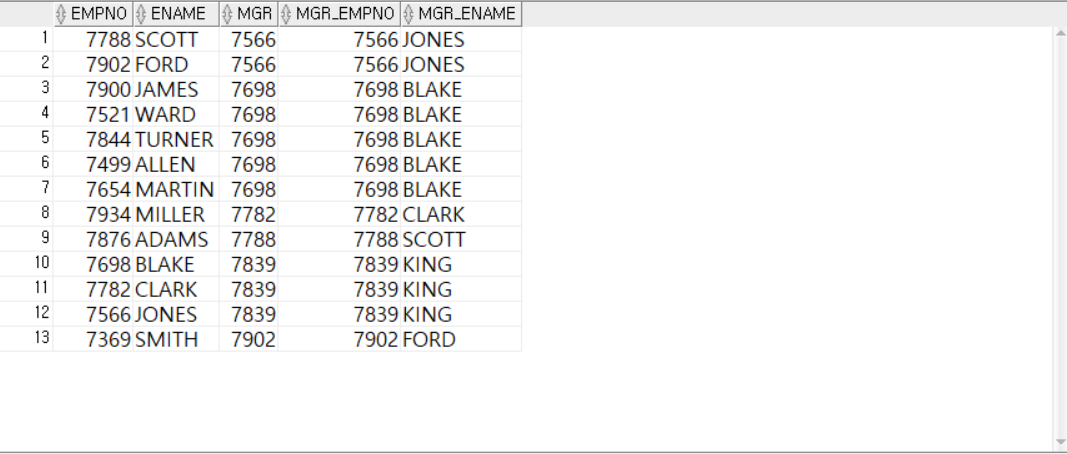 EMPNO ENAME MGR MGR_EMPNO MGR_ENAME
1 7788 SCOTT 7566 7566 JONES
2 7902 FORD 7566 7566 JONES
3 7900 JAMES 7698 7698 BLAKE
4 7521 WARD 7698 7698 BLAKE
5 7844 TURNER 7698 7698 BLAKE
6 7499 ALLEN 7698 7698 BLAKE
7 7654 MARTIN 7698 7698 BLAKE
8 7934 MILLER 7782 7782 CLARK
9 7876 ADAMS 7788 7788 SCOTT
10 7698 BLAKE 7839 7839 KING
11 7782 CLARK 7839 7839 KING
12 7566 JONES 7839 7839 KING
13 7369 SMITH 7902 7902 FORD